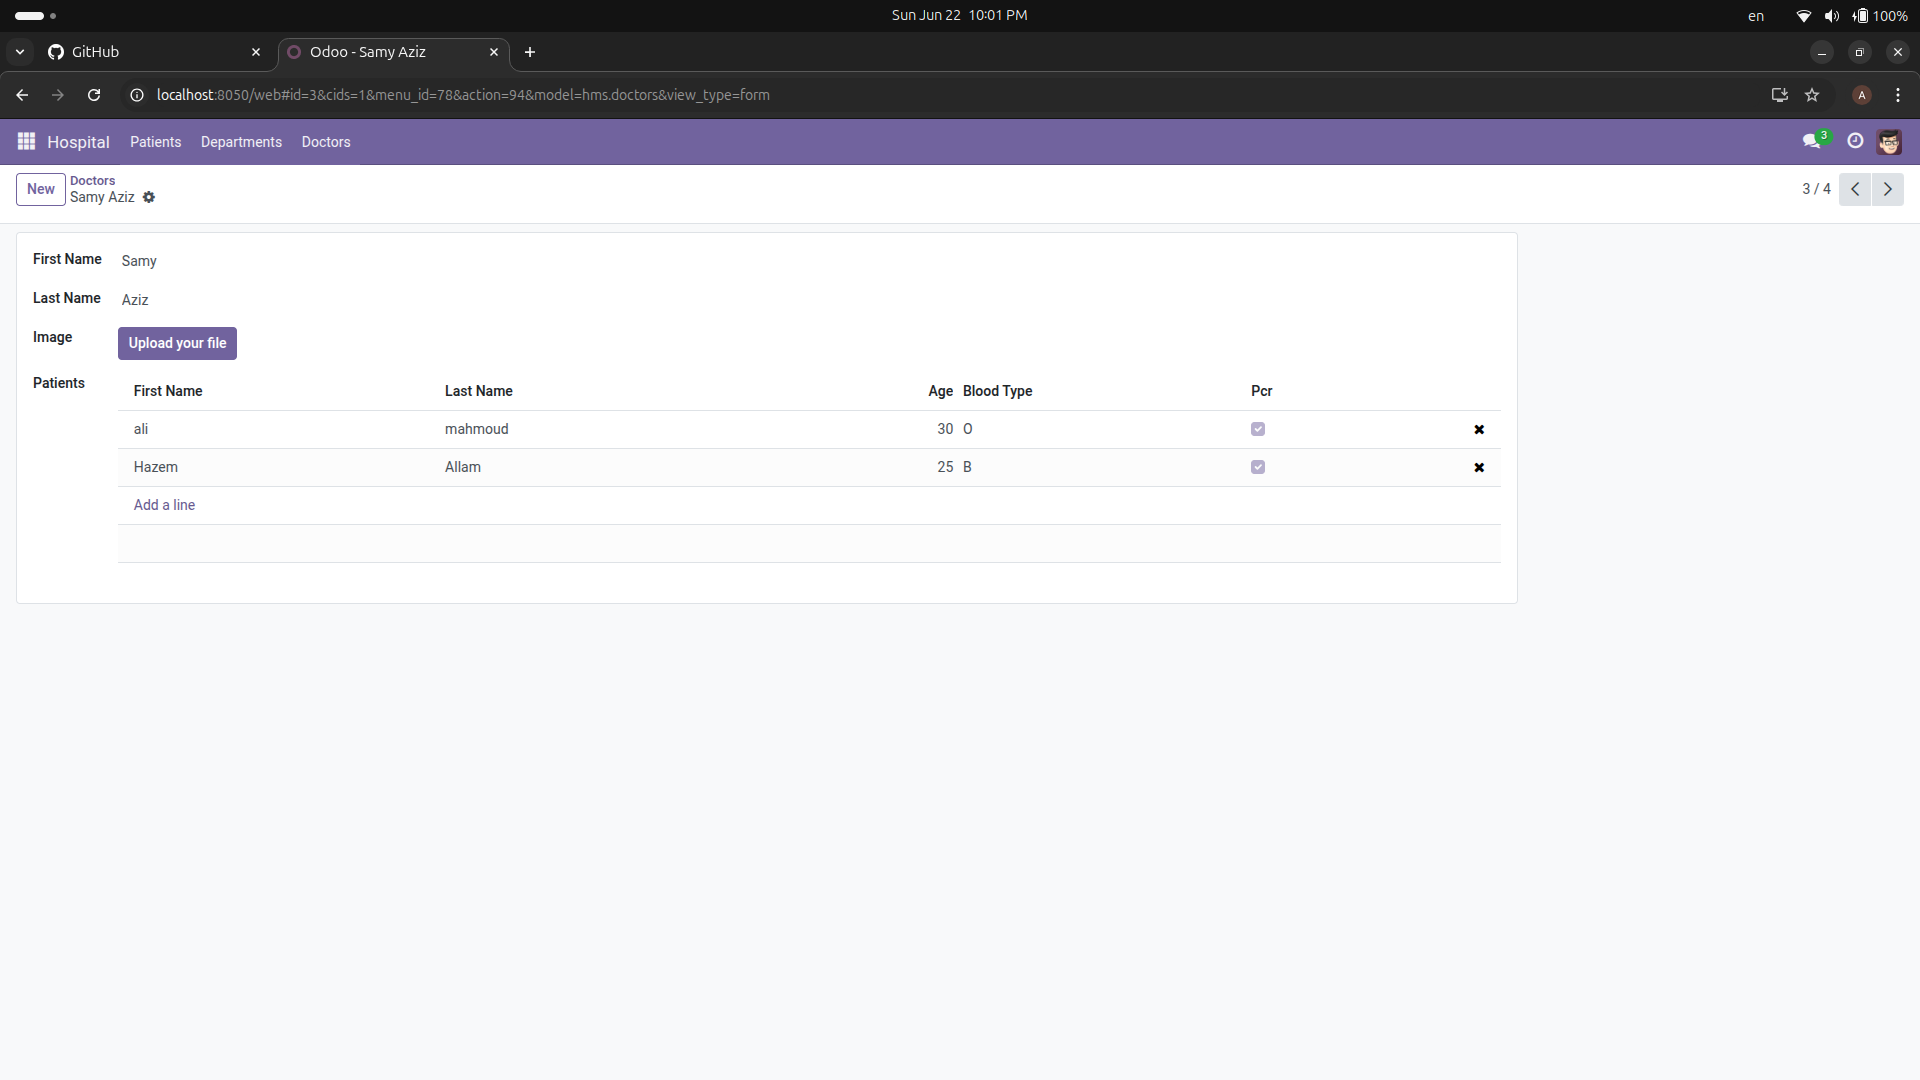 Sun Jun 22 10:01 PM
en
100%
GitHub
Odoo - Samy Aziz
localhost:8050/web#id=3&cids=1&menu_id=78&action=94&model=hms.doctors&view_type=form
A
Hospital
Patients
Departments
Doctors
3
New
Doctors
Samy Aziz
3 / 4
First Name
Samy
Last Name
Aziz
Image
Upload your file
Patients
First Name Last Name Age Blood Type Pcr
ali mahmoud 30 O
Hazem Allam 25 B
Add a line